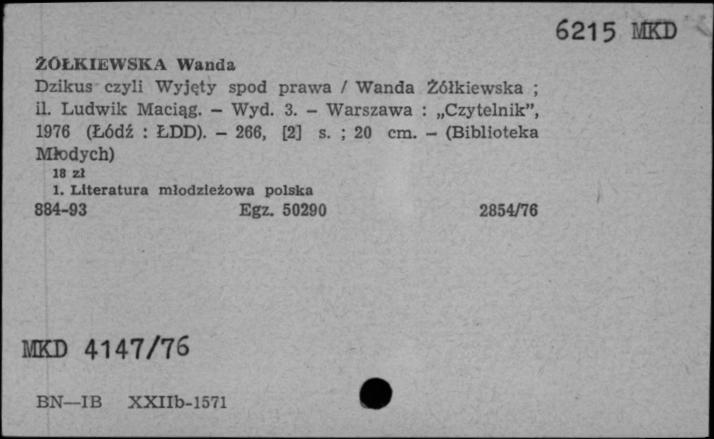 6215 MKD
ŻÓŁKIEWSKA Wanda
Dzikus czyli Wyjęty spod prawa / Wanda Żółkiewska ;
il. Ludwik Maciąg. — Wyd. 3. — Warszawa : „Czytelnik”,
1976 (Łódź : ŁDD). — 266, [2] s. ; 20 cm. — (Biblioteka
Młodych)
18 zł
1. Literatura młodzieżowa polska
884-93 Egz. 50290 2854/76
MKD 4147/76
BN—IB XXIIb-1571